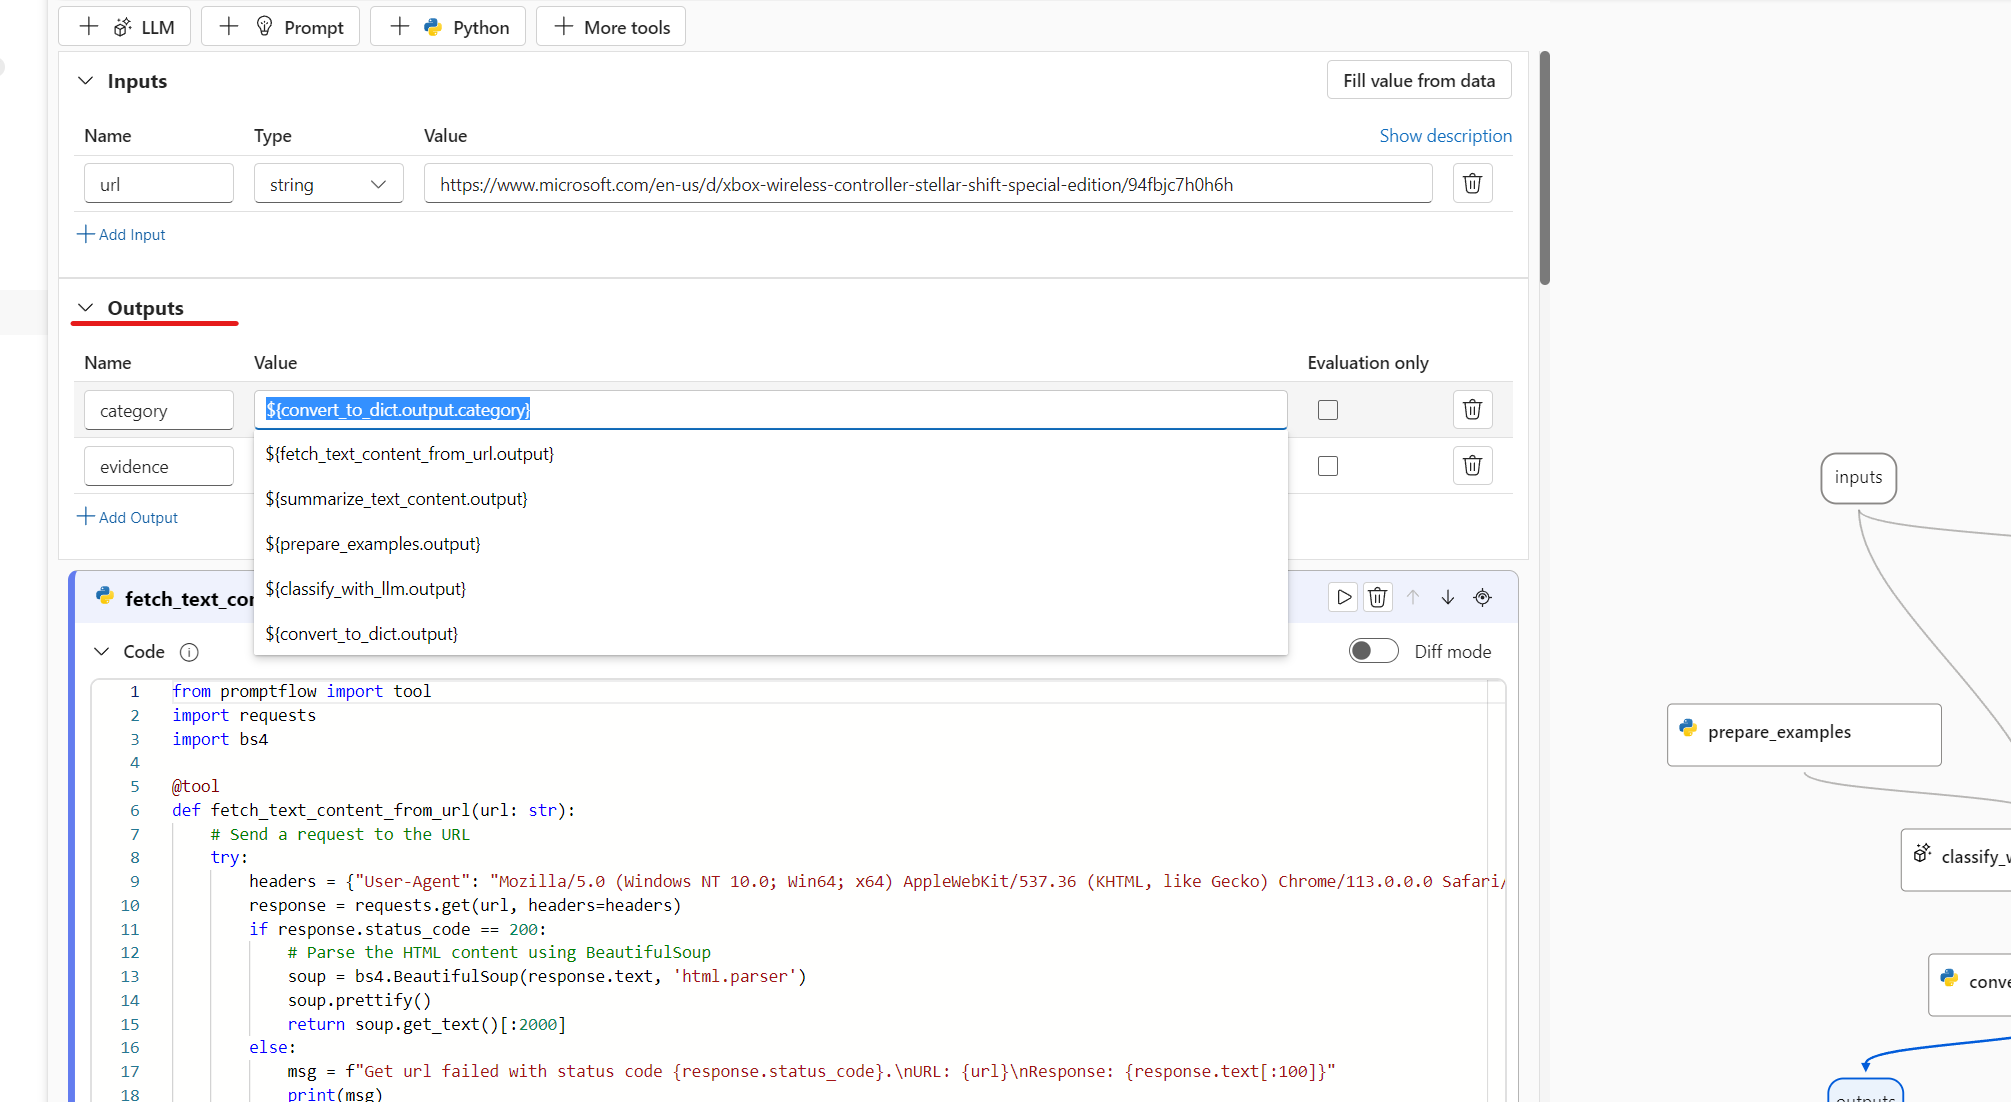 LLM
Prompt
Python
More tools
Inputs
Fill value from data
Name Type Value Show description
url string https://www.microsoft.com/en-us/d/xbox-wireless-controller-stellar-shift-special-edition/94fbjc7h0h6h
Add Input
Outputs
Name Value Evaluation only
category ${convert_to_dict.output.category}
${fetch_text_content_from_url.output}
evidence
${summarize_text_content.output}
Add Output
${prepare_examples.output}
${classify_with_llm.output}
${convert_to_dict.output}
fetch_text_con
Code
Diff mode
1 from promptflow import tool
2 import requests
3 import bs4
4
5 @tool
6 def fetch_text_content_from_url(url: str):
7 # Send a request to the URL
8 try:
9 headers = {"User-Agent": "Mozilla/5.0 (Windows NT 10.0; Win64; x64) AppleWebKit/537.36 (KHTML, like Gecko) Chrome/113.0.0.0 Safari/
10 response = requests.get(url, headers=headers)
11 if response.status_code == 200:
12 # Parse the HTML content using BeautifulSoup
13 soup = bs4.BeautifulSoup(response.text, 'html.parser')
14 soup.prettify()
15 return soup.get_text()[:2000]
16 else:
17 msg = f"Get url failed with status code {response.status_code}.\nURL: {url}\nResponse: {response.text[:100]}"
18 print(msg)
inputs
prepare_examples
classify_w
conve
outputs